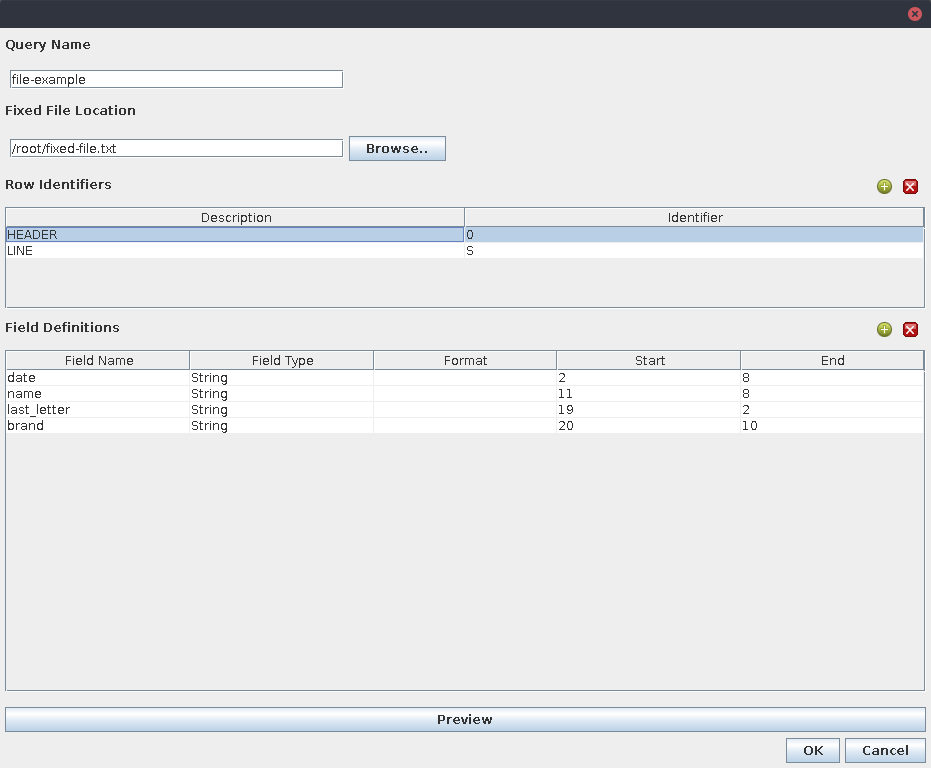 Query Name
file-example
Fixed File Location
/root/fixed-file.txt Browse..
Row Identifiers
Description Identifier
HEADER 0
LINE S
Field Definitions
Field Name Field Type Format Start End
date String 2 8
name String 11 8
last_letter String 19 2
brand String 20 10
Preview
OK Cancel